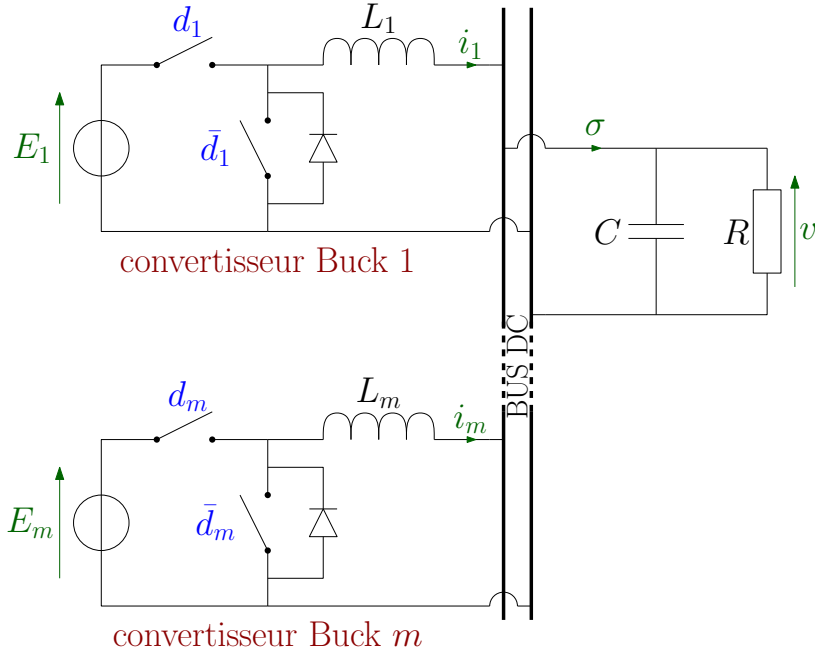 d₁
L₁
i₁
E₁
d̄₁
σ
C
R
v
convertisseur Buck 1
BUS DC
dₘ
Lₘ
iₘ
Eₘ
d̄ₘ
convertisseur Buck m